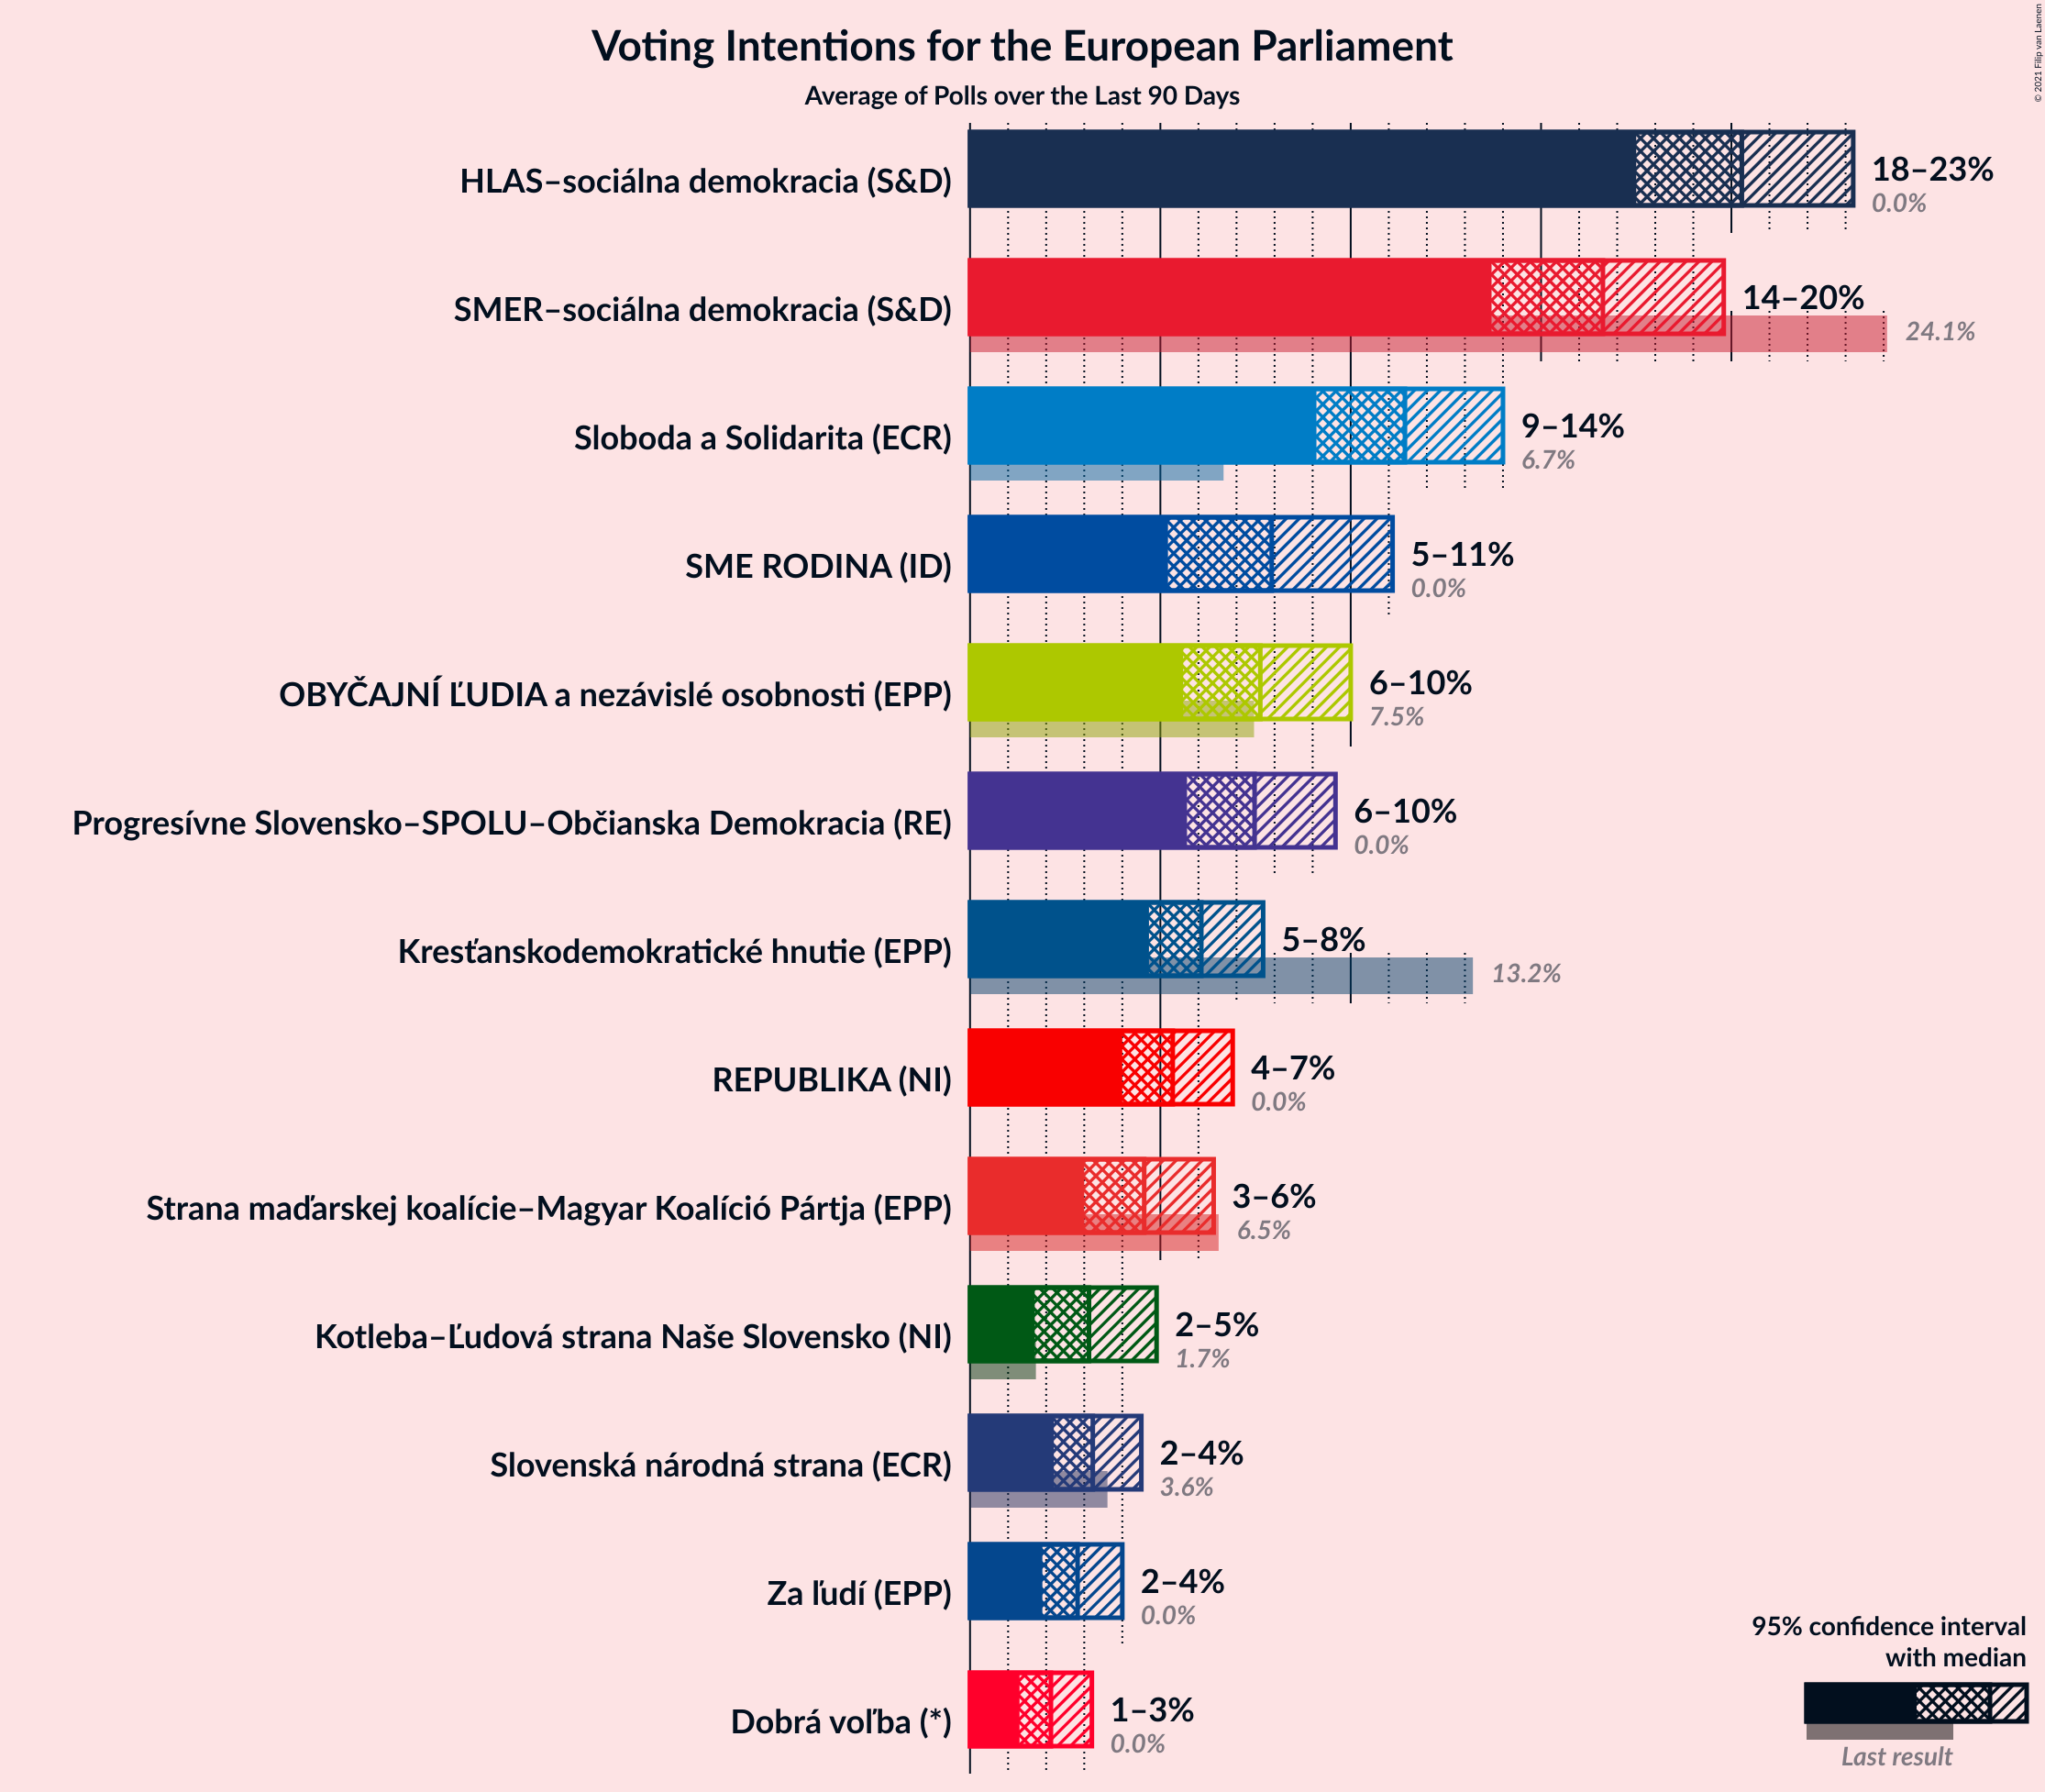 Voting Intentions for the European Parliament
Average of Polls over the Last 90 Days
© 2021 Filip van Laenen
HLAS–sociálna demokracia (S&D)
18–23%
0.0%
SMER–sociálna demokracia (S&D)
14–20%
24.1%
Sloboda a Solidarita (ECR)
9–14%
6.7%
SME RODINA (ID)
5–11%
0.0%
OBYČAJNÍ ĽUDIA a nezávislé osobnosti (EPP)
6–10%
7.5%
Progresívne Slovensko–SPOLU–Občianska Demokracia (RE)
6–10%
0.0%
Kresťanskodemokratické hnutie (EPP)
5–8%
13.2%
REPUBLIKA (NI)
4–7%
0.0%
Strana maďarskej koalície–Magyar Koalíció Pártja (EPP)
3–6%
6.5%
Kotleba–Ľudová strana Naše Slovensko (NI)
2–5%
1.7%
Slovenská národná strana (ECR)
2–4%
3.6%
Za ľudí (EPP)
2–4%
0.0%
Dobrá voľba (*)
1–3%
0.0%
95% confidence interval
with median
Last result